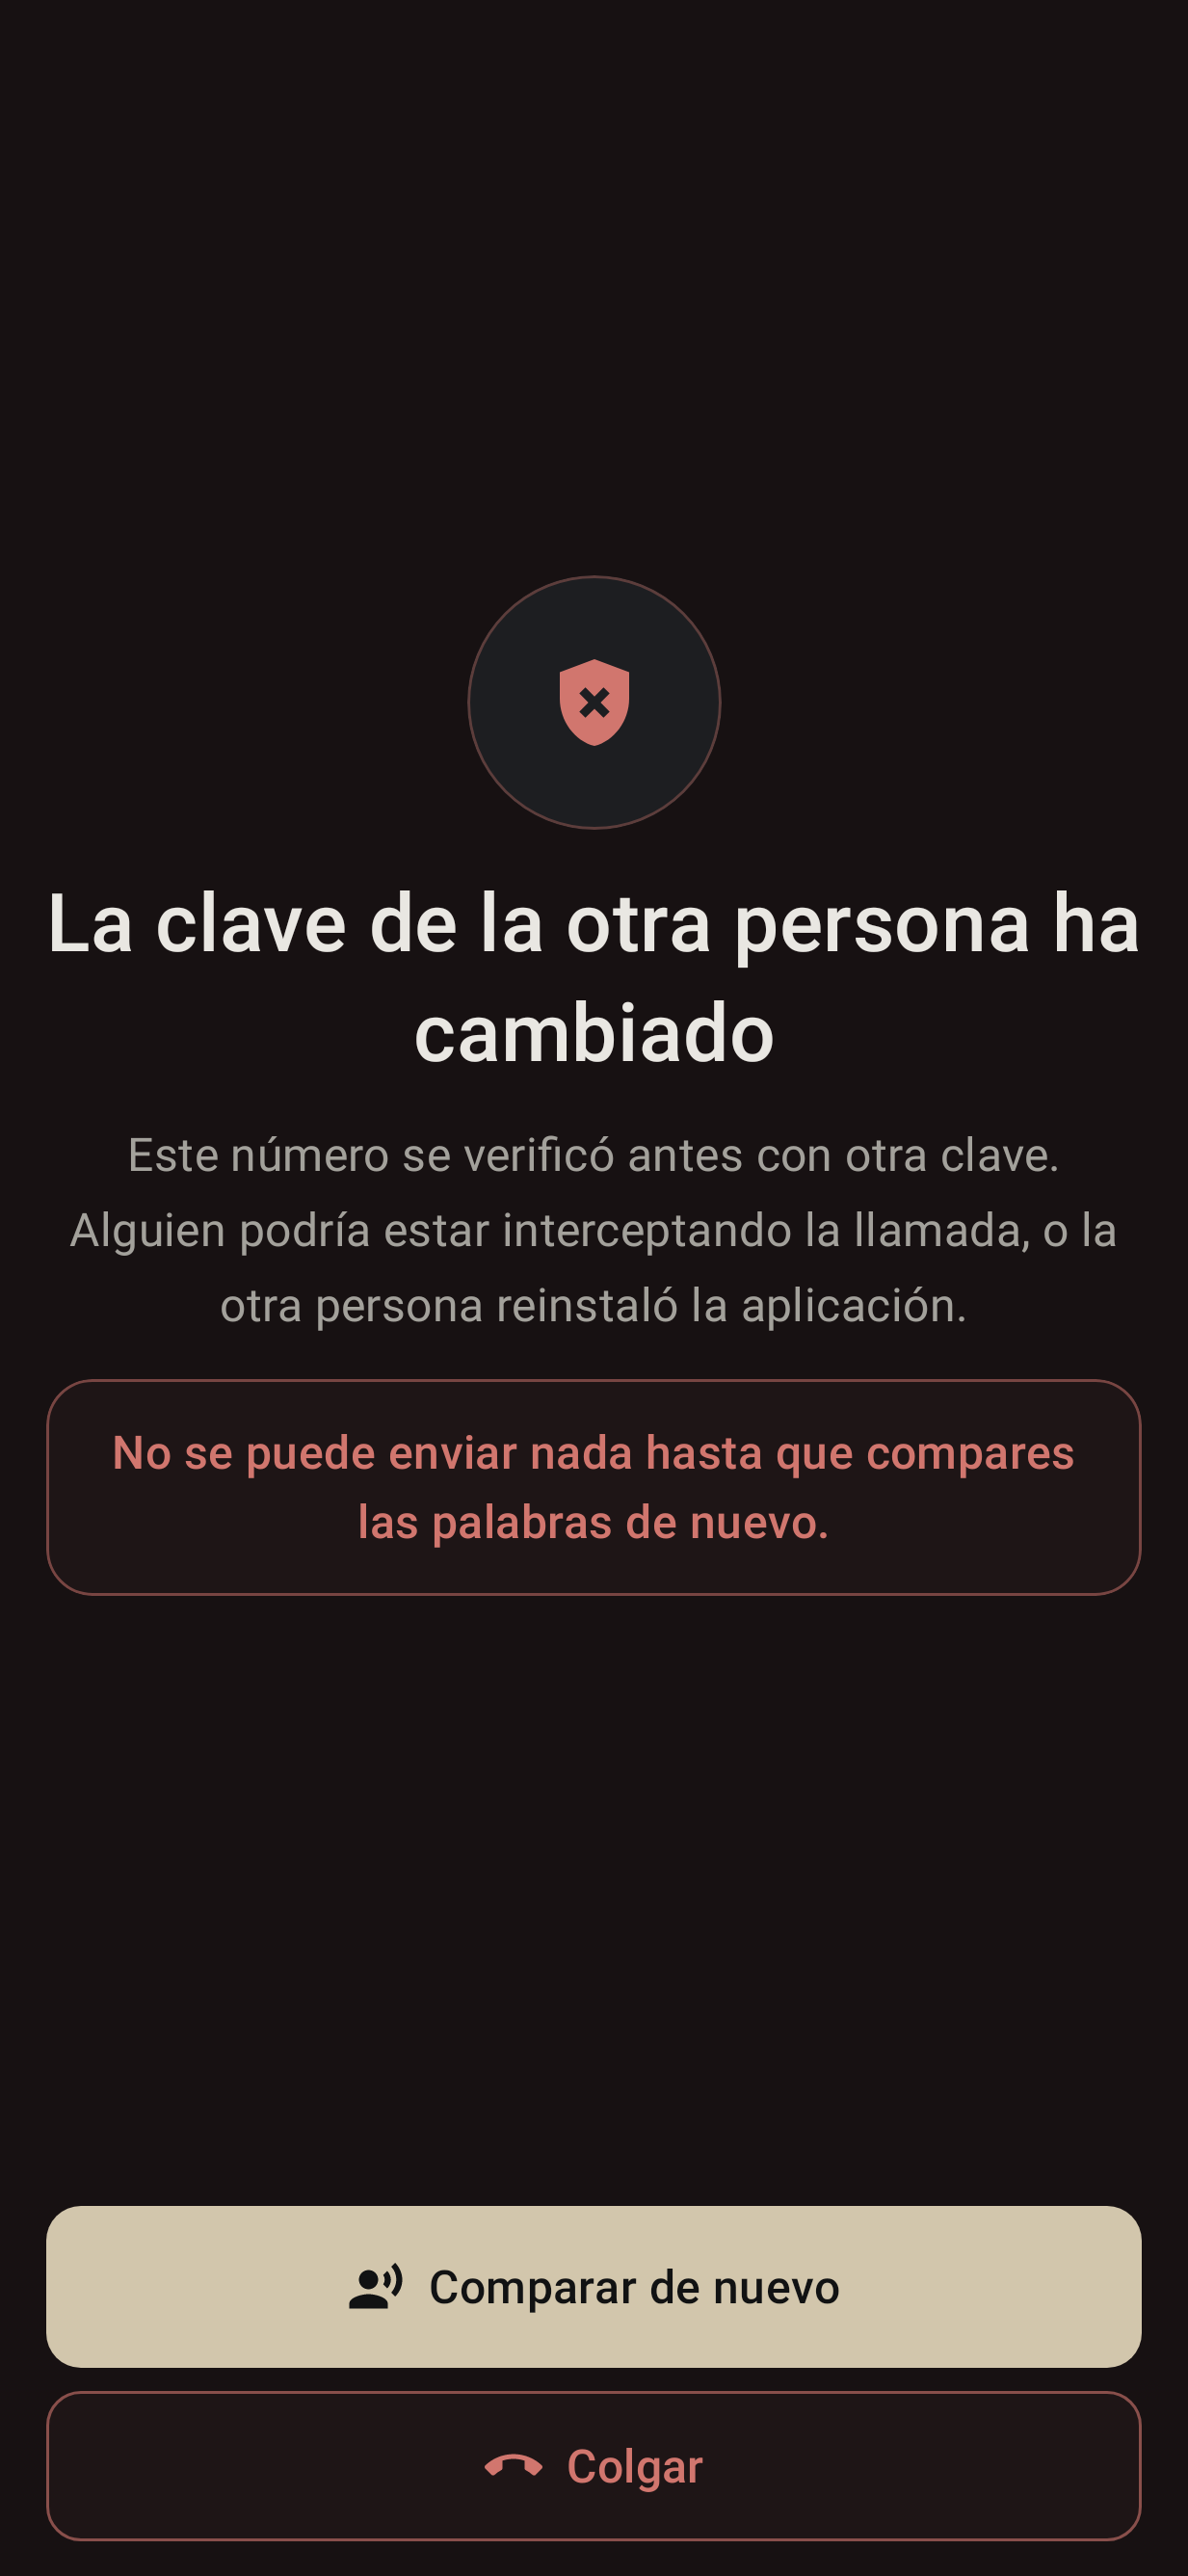 La clave de la otra persona ha
cambiado
Este número se verificó antes con otra clave.
Alguien podría estar interceptando la llamada, o la
otra persona reinstaló la aplicación.
No se puede enviar nada hasta que compares
las palabras de nuevo.
Comparar de nuevo
Colgar